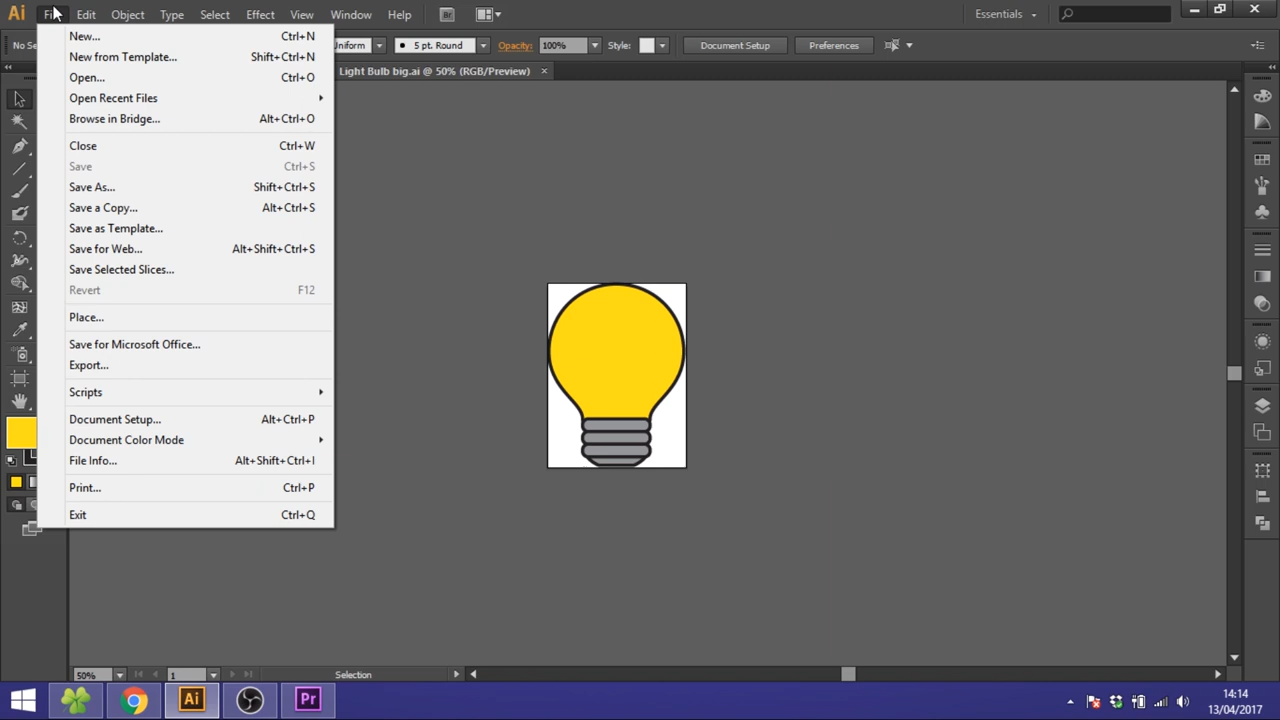 Ai File Edit Object Type Select Effect View Window Help Br Essentials
Uniform 5 pt. Round Opacity: 100% Style: Document Setup Preferences
Light Bulb big.ai @ 50% (RGB/Preview) ×
New... Ctrl+N
New from Template... Shift+Ctrl+N
Open... Ctrl+O
Open Recent Files
Browse in Bridge... Alt+Ctrl+O
Close Ctrl+W
Save Ctrl+S
Save As... Shift+Ctrl+S
Save a Copy... Alt+Ctrl+S
Save as Template...
Save for Web... Alt+Shift+Ctrl+S
Save Selected Slices...
Revert F12
Place...
Save for Microsoft Office...
Export...
Scripts
Document Setup... Alt+Ctrl+P
Document Color Mode
File Info... Alt+Shift+Ctrl+I
Print... Ctrl+P
Exit Ctrl+Q
50% 1 Selection
Ai Pr 14:14
13/04/2017